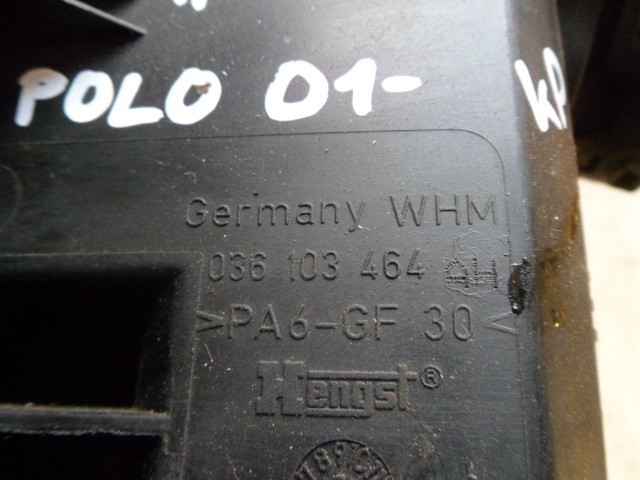 POLO 01-
KP
Germany WHM
036 103 464
>PA6-GF 30<
Hengst®